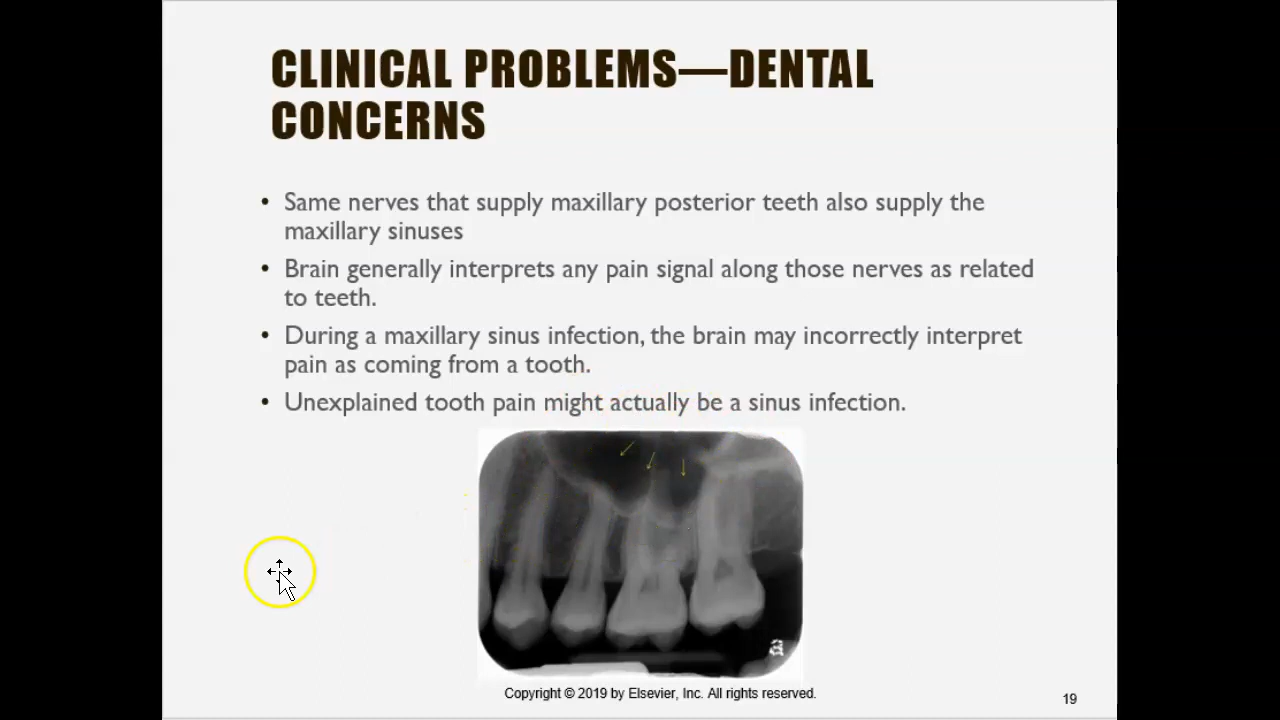 CLINICAL PROBLEMS—DENTAL
CONCERNS
• Same nerves that supply maxillary posterior teeth also supply the
maxillary sinuses
• Brain generally interprets any pain signal along those nerves as related
to teeth.
• During a maxillary sinus infection, the brain may incorrectly interpret
pain as coming from a tooth.
• Unexplained tooth pain might actually be a sinus infection.
Copyright © 2019 by Elsevier, Inc. All rights reserved.
19